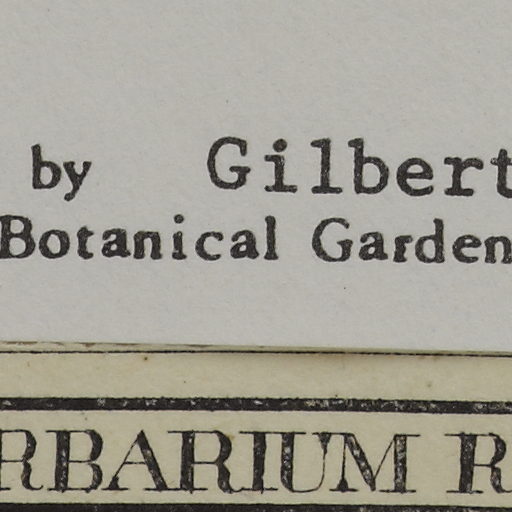 by Gilbert
Botanical Garden
RBARIUM R